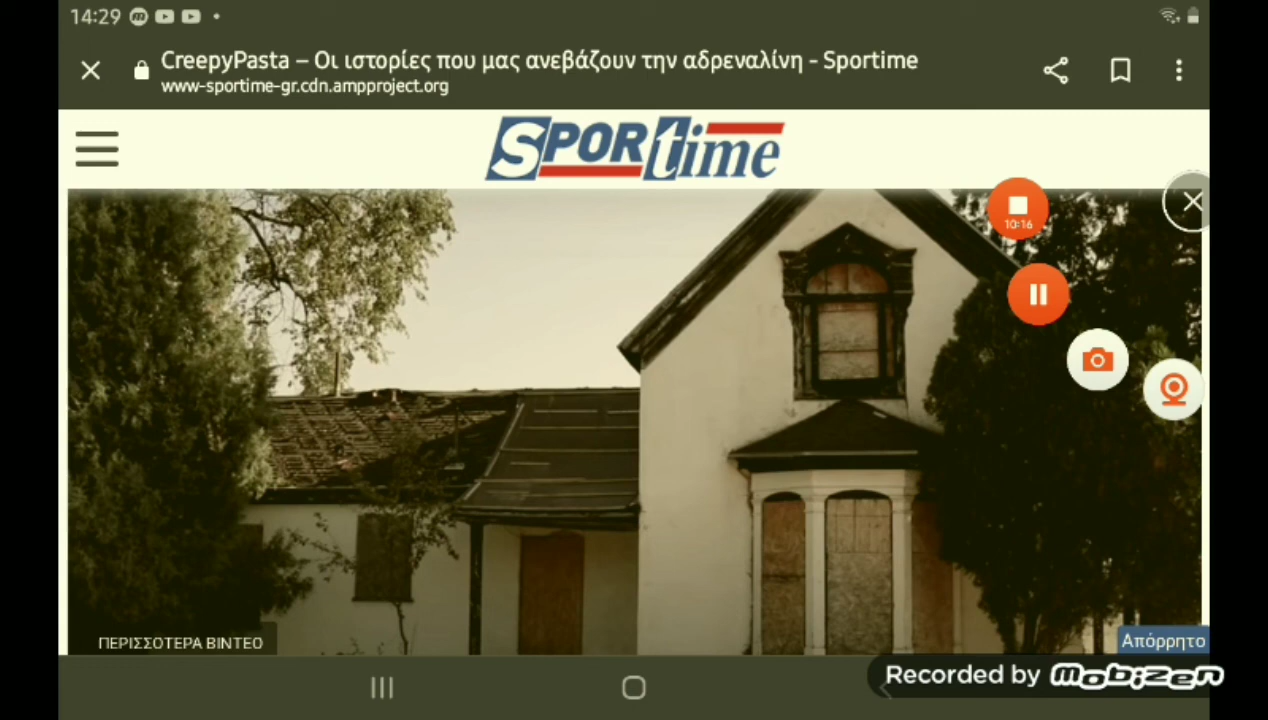 14:29
CreepyPasta – Οι ιστορίες που μας ανεβάζουν την αδρεναλίνη - Sportime
www-sportime-gr.cdn.ampproject.org
SPORtime
10:16
ΠΕΡΙΣΣΟΤΕΡΑ ΒΙΝΤΕΟ
Απόρρητο
Recorded by mobizen